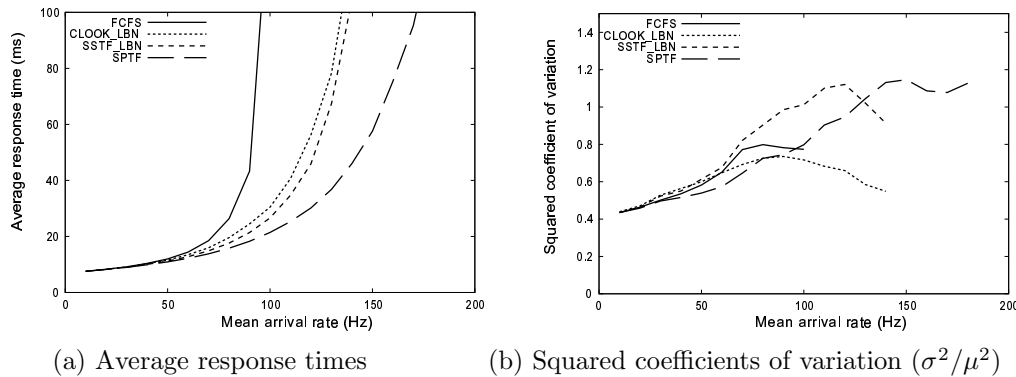 FCFS
CLOOK_LBN
SSTF_LBN
SPTF
Average response time (ms)
100
80
60
40
20
0
0 50 100 150 200
Mean arrival rate (Hz)
(a) Average response times
FCFS
CLOOK_LBN
SSTF_LBN
SPTF
Squared coefficient of variation
1.4
1.2
1
0.8
0.6
0.4
0.2
0
0 50 100 150 200
Mean arrival rate (Hz)
(b) Squared coefficients of variation (σ²/μ²)